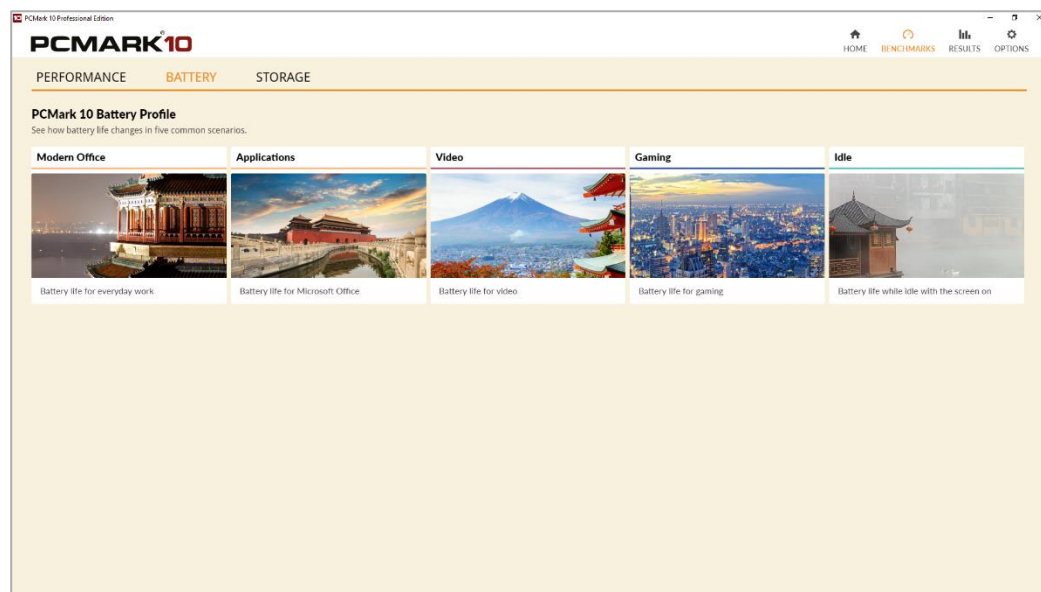 PCMark 10 Professional Edition
PCMARK®10
HOME BENCHMARKS RESULTS OPTIONS
PERFORMANCE BATTERY STORAGE
PCMark 10 Battery Profile
See how battery life changes in five common scenarios.
Modern Office
Battery life for everyday work
Applications
Battery life for Microsoft Office
Video
Battery life for video
Gaming
Battery life for gaming
Idle
Battery life while idle with the screen on